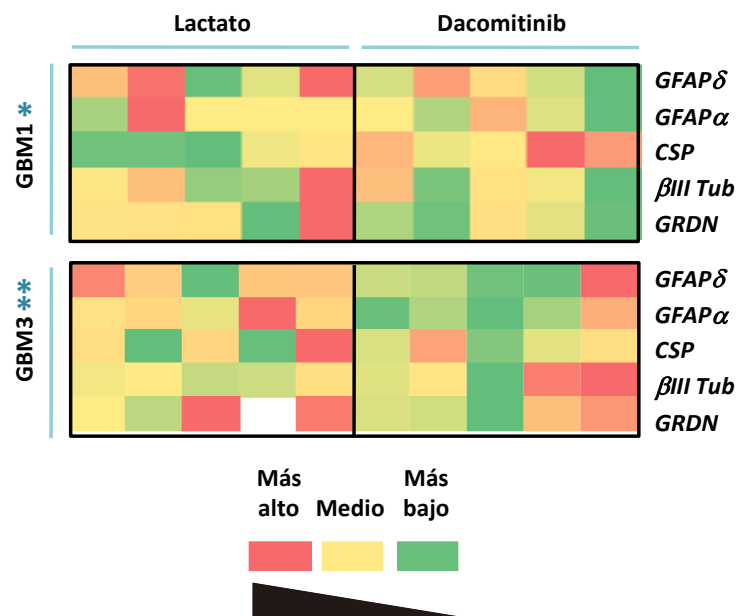 Lactato Dacomitinib
GBM1 *
GFAPδ
GFAPα
CSP
βIII Tub
GRDN
GBM3 **
GFAPδ
GFAPα
CSP
βIII Tub
GRDN
Más alto Medio Más bajo